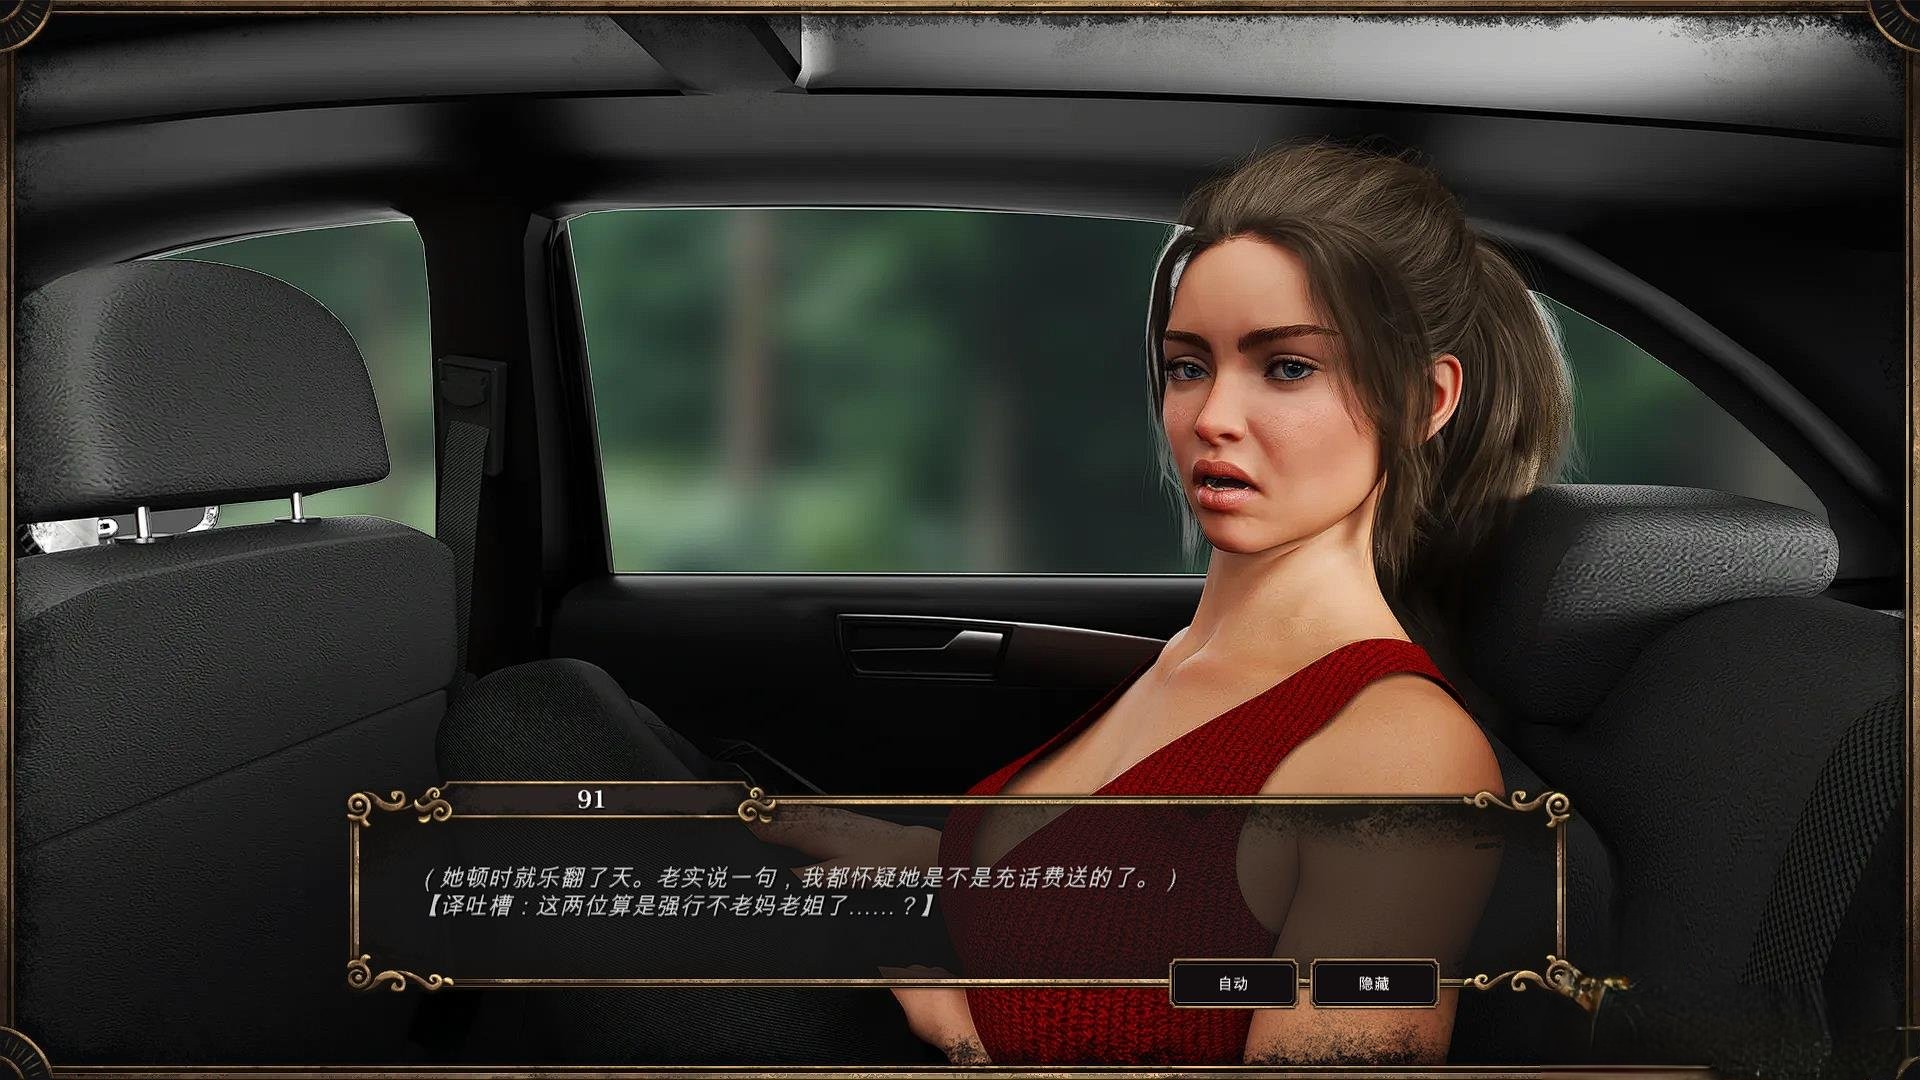 91
（她顿时就乐翻了天。老实说一句，我都怀疑她是不是充话费送的了。）
【译吐槽：这两位算是强行不老妈老姐了……？】
自动
隐藏